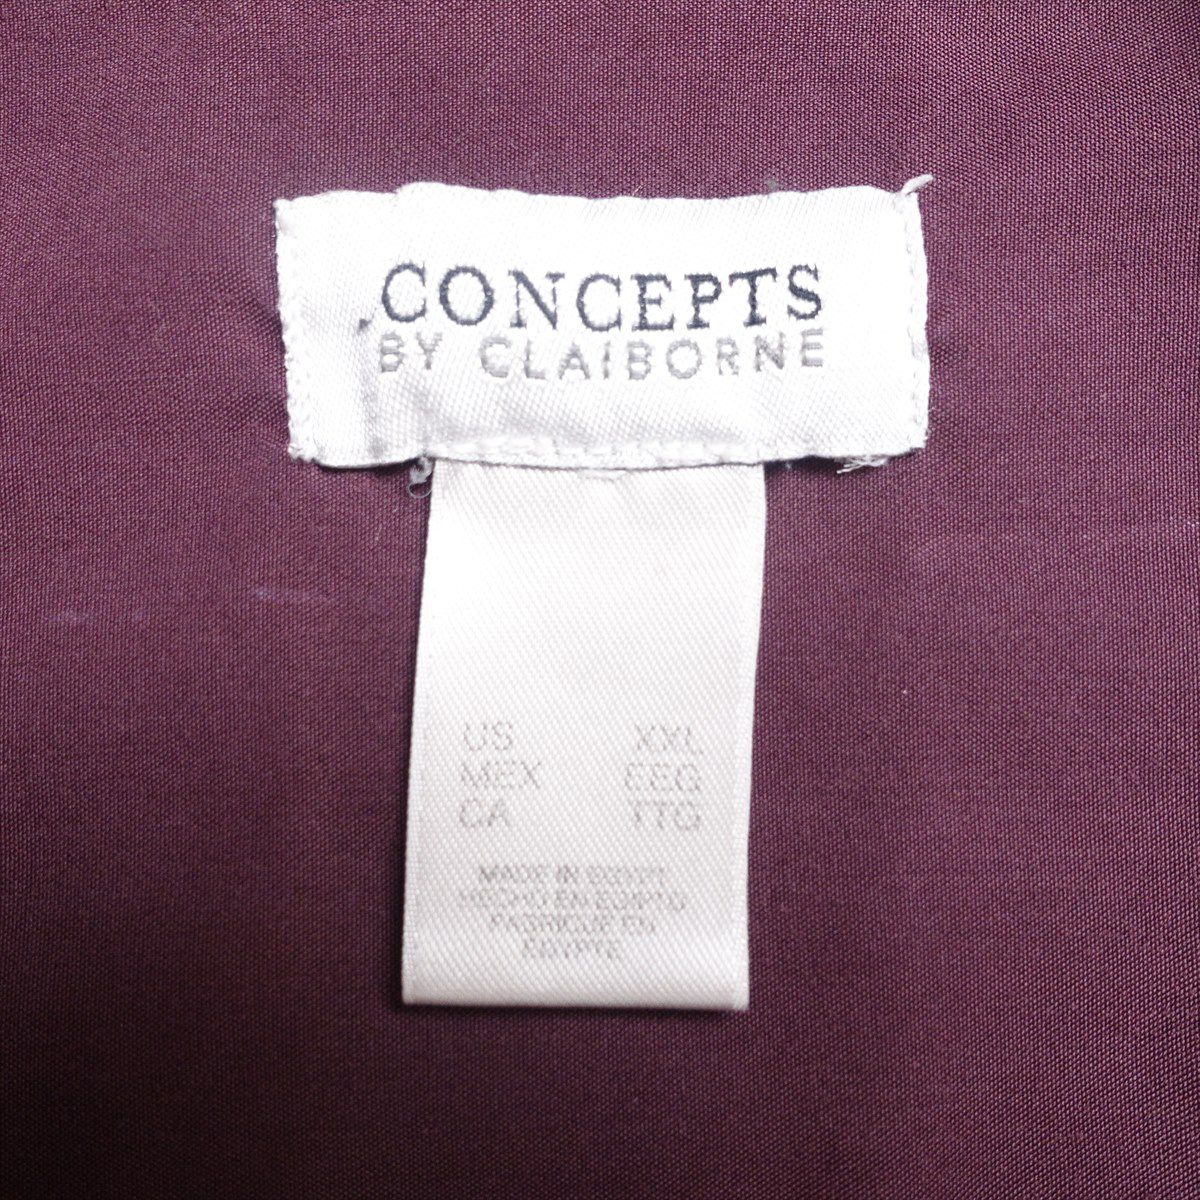 CONCEPTS
BY CLAIBORNE
US XXL
MEX EEG
CA TTG
MADE IN EGYPT
HECHO EN EGIPTO
FABRIQUE EN
EGYPTE